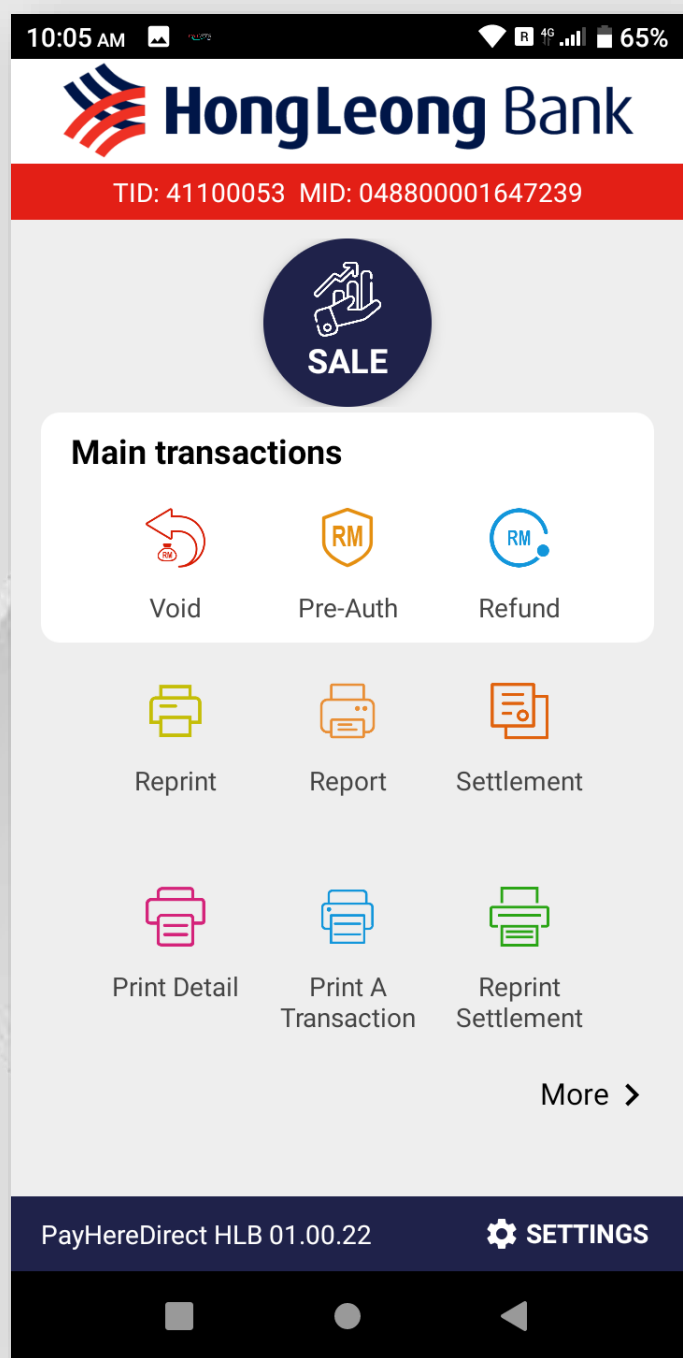 10:05 AM R 4G 65%
HongLeong Bank
TID: 41100053 MID: 048800001647239
SALE
Main transactions
RM RM RM
Void Pre-Auth Refund
Reprint Report Settlement
Print Detail Print A Transaction Reprint Settlement
More
PayHereDirect HLB 01.00.22 SETTINGS